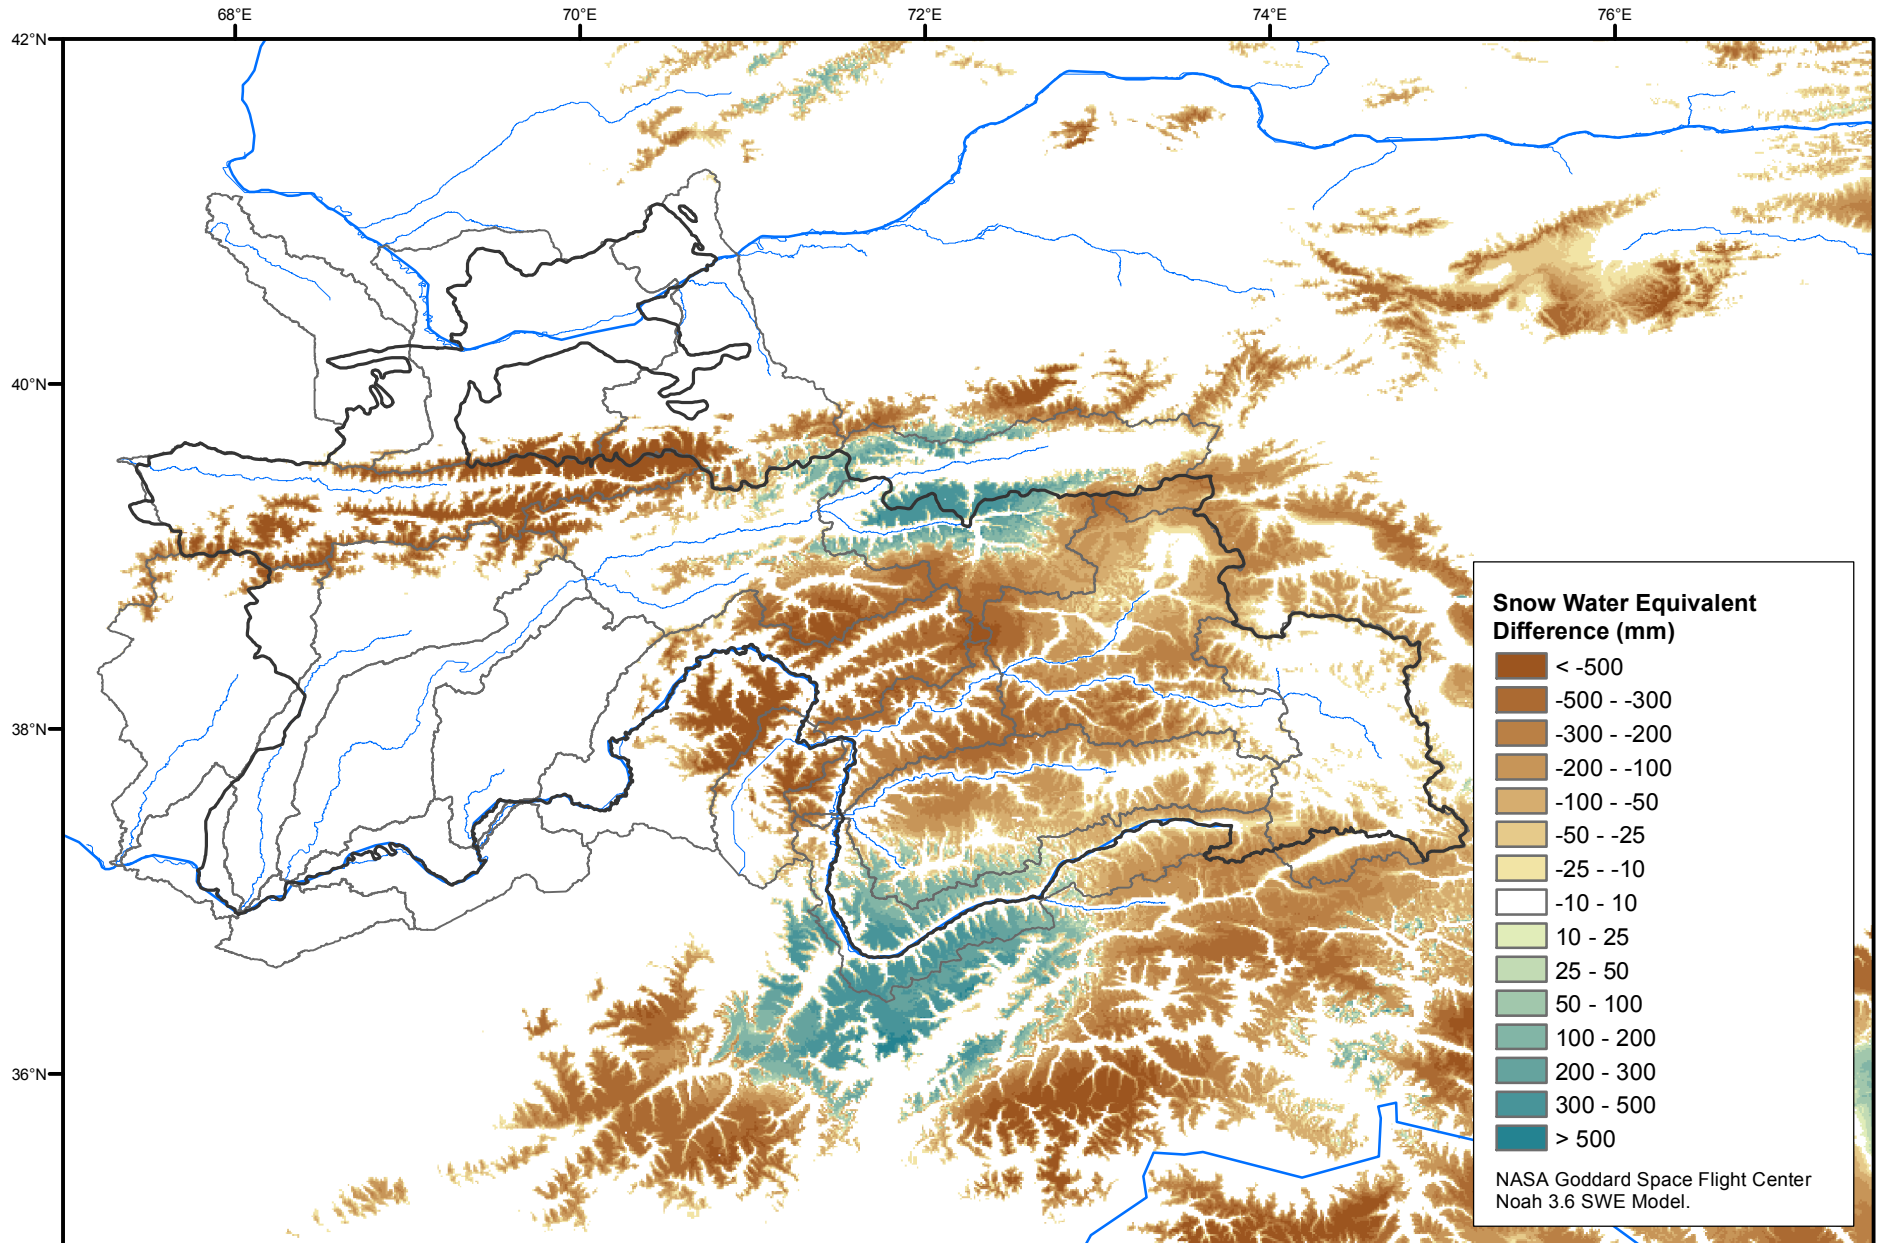 68°E
70°E
72°E
74°E
76°E
42°N
40°N
38°N
36°N
Snow Water Equivalent
Difference (mm)
< -500
-500 - -300
-300 - -200
-200 - -100
-100 - -50
-50 - -25
-25 - -10
-10 - 10
10 - 25
25 - 50
50 - 100
100 - 200
200 - 300
300 - 500
> 500
NASA Goddard Space Flight Center
Noah 3.6 SWE Model.